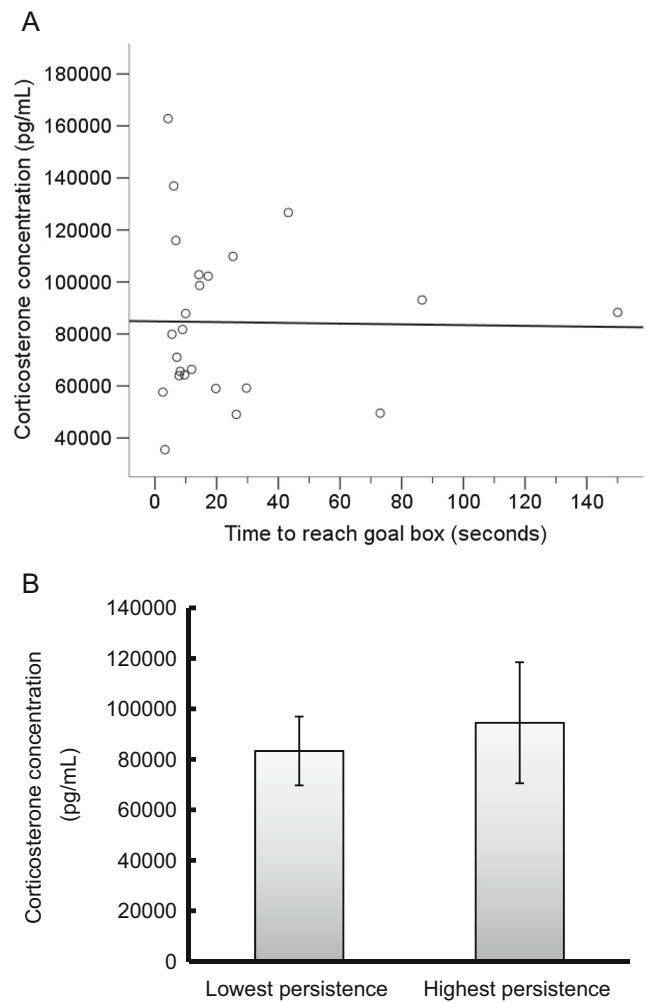 A
Corticosterone concentration (pg/mL)
180000
160000
140000
120000
100000
80000
60000
40000
0 20 40 60 80 100 120 140
Time to reach goal box (seconds)
B
Corticosterone concentration
(pg/mL)
140000
120000
100000
80000
60000
40000
20000
0
Lowest persistence Highest persistence